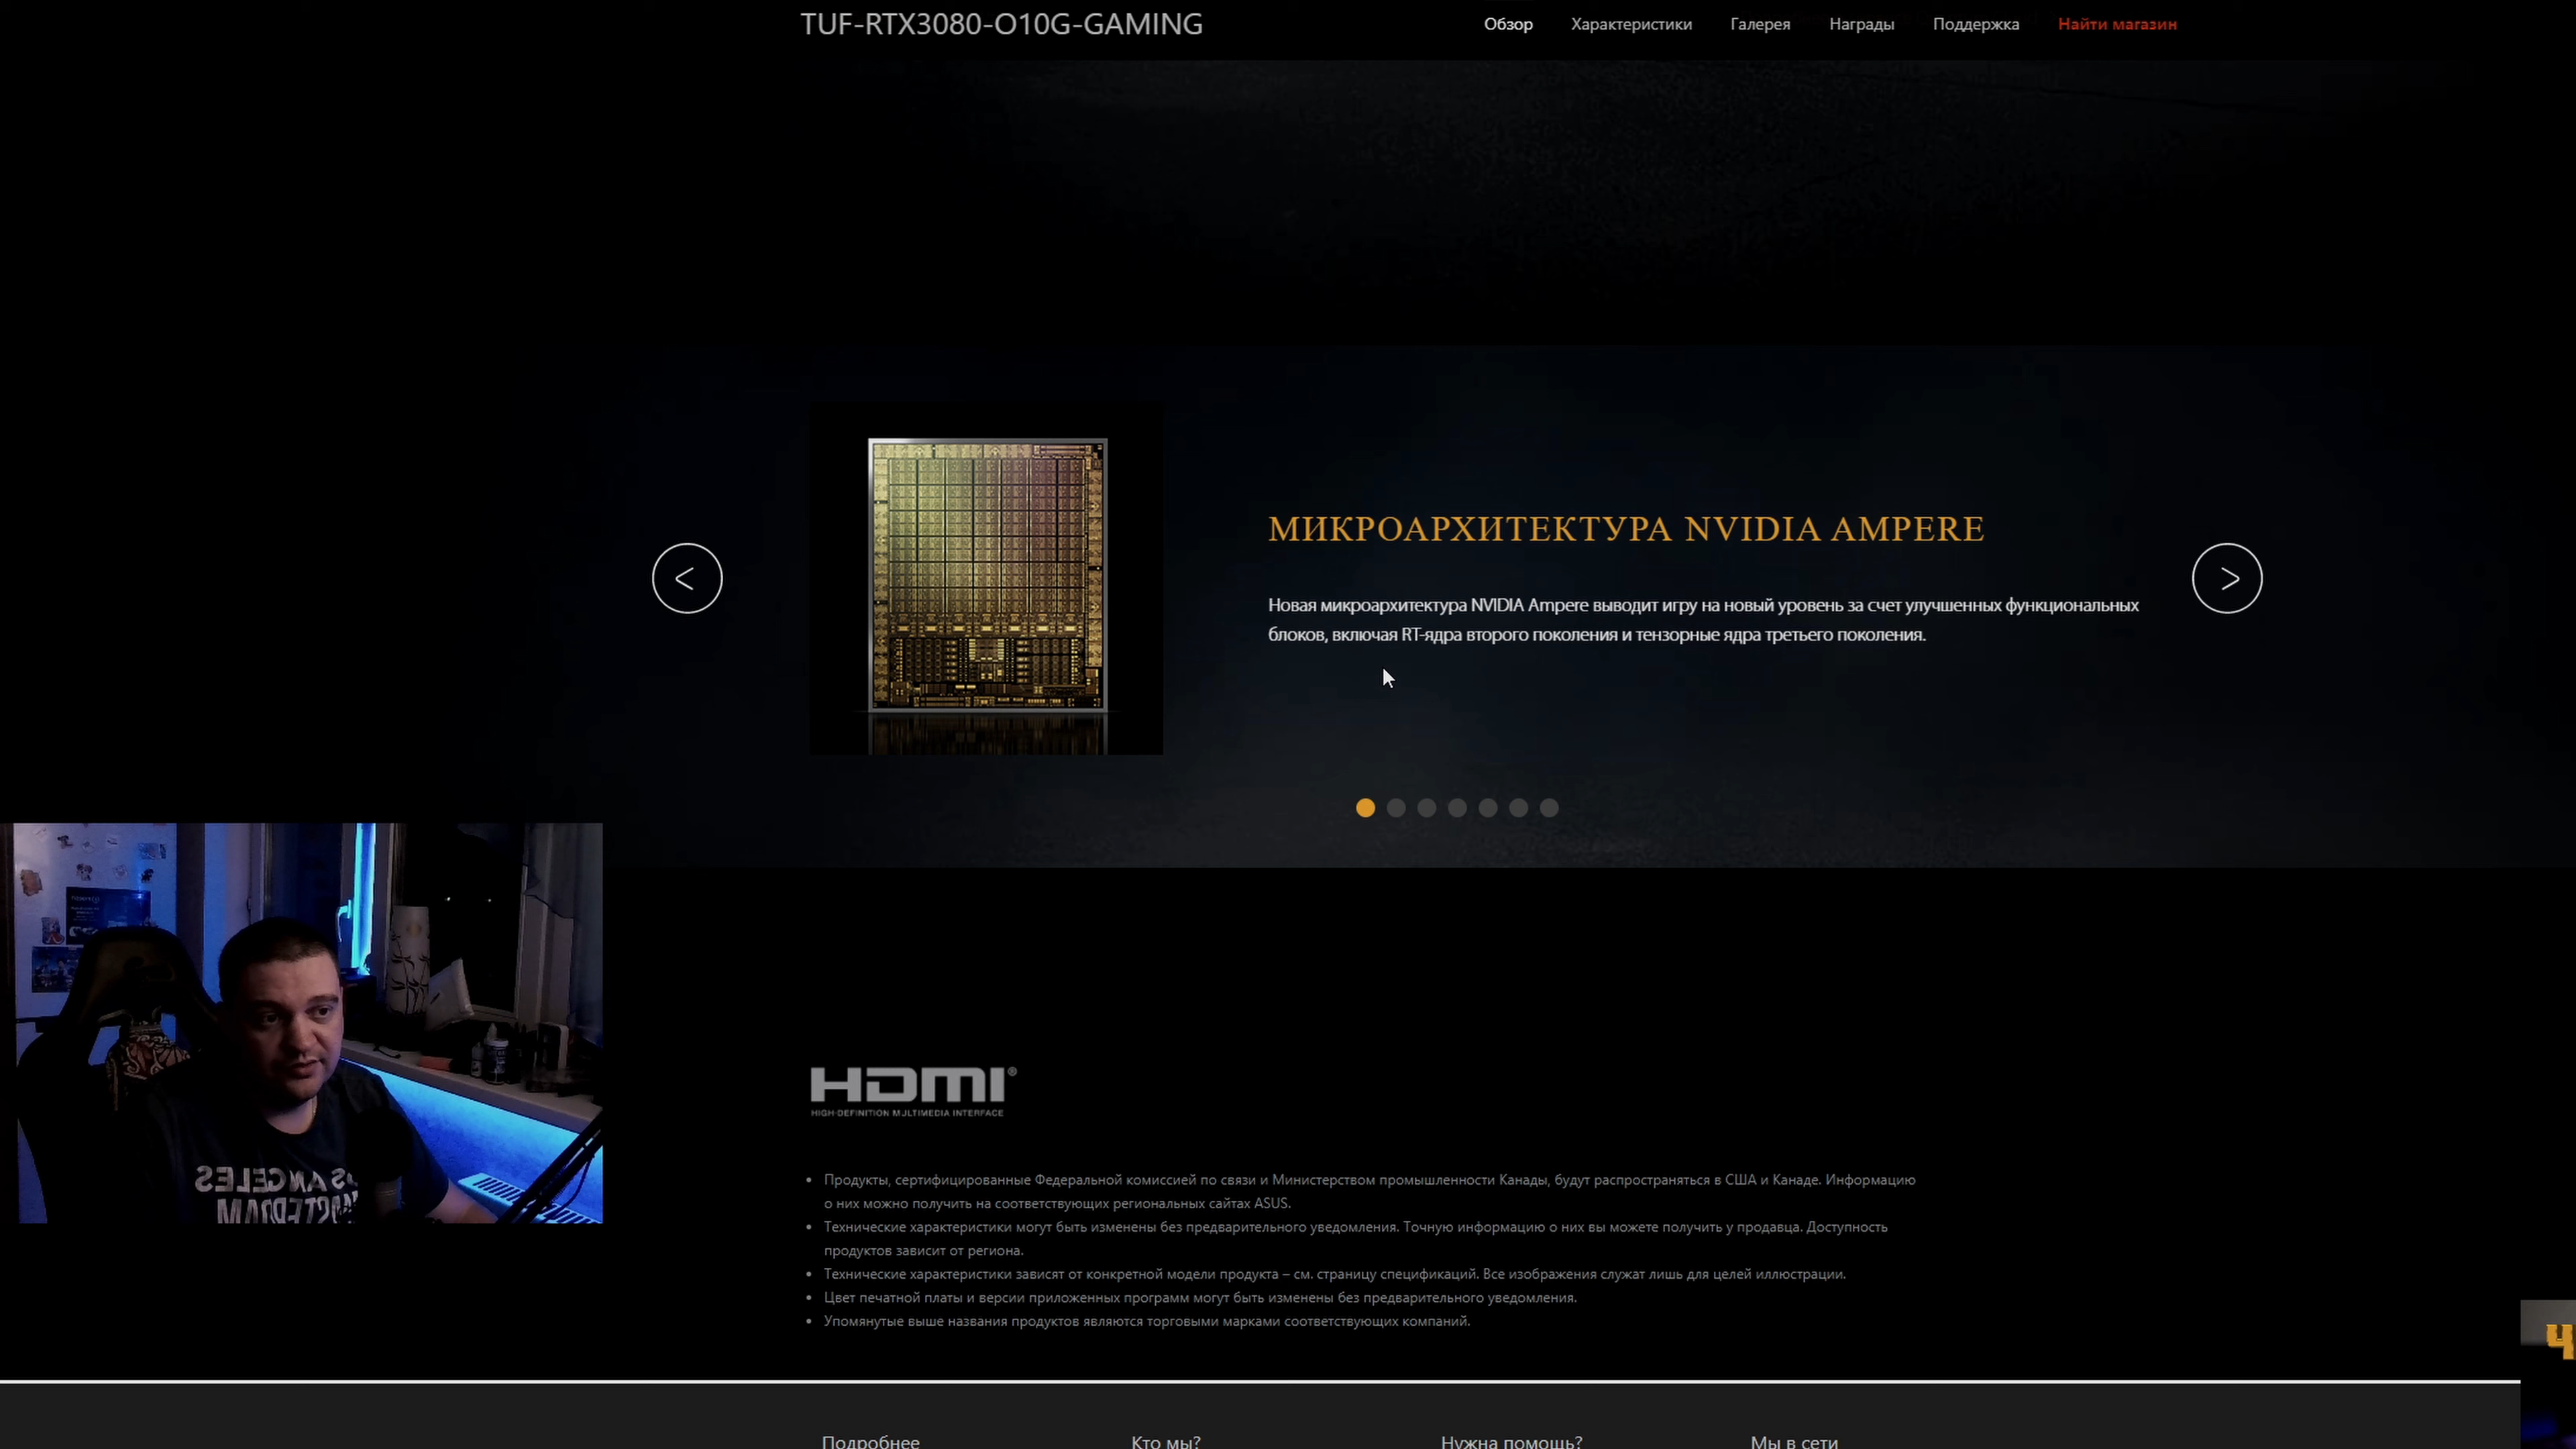 TUF-RTX3080-O10G-GAMING
Обзор
Характеристики
Галерея
Награды
Поддержка
Найти магазин
МИКРОАРХИТЕКТУРА NVIDIA AMPERE
Новая микроархитектура NVIDIA Ampere выводит игру на новый уровень за счет улучшенных функциональных
блоков, включая RT-ядра второго поколения и тензорные ядра третьего поколения.
HDMI®
HIGH-DEFINITION MULTIMEDIA INTERFACE
Продукты, сертифицированные Федеральной комиссией по связи и Министерством промышленности Канады, будут распространяться в США и Канаде. Информацию
о них можно получить на соответствующих региональных сайтах ASUS.
Технические характеристики могут быть изменены без предварительного уведомления. Точную информацию о них вы можете получить у продавца. Доступность
продуктов зависит от региона.
Технические характеристики зависят от конкретной модели продукта – см. страницу спецификаций. Все изображения служат лишь для целей иллюстрации.
Цвет печатной платы и версии приложенных программ могут быть изменены без предварительного уведомления.
Упомянутые выше названия продуктов являются торговыми марками соответствующих компаний.
ANGELES
Подробнее
Кто мы?
Нужна помощь?
Мы в сети
Ч